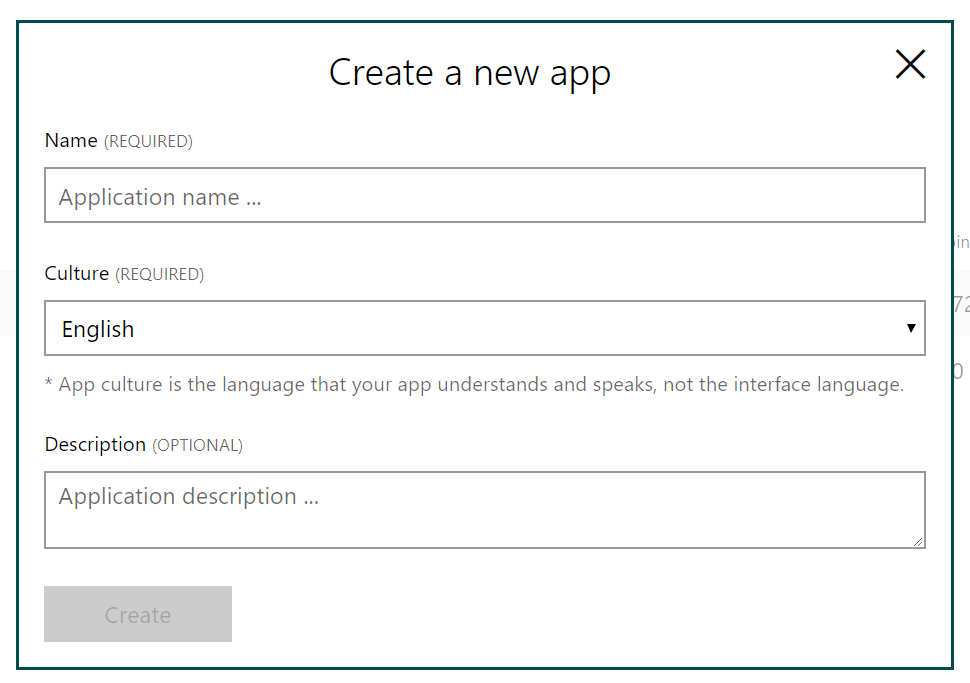 Create a new app
Name (REQUIRED)
Application name ...
Culture (REQUIRED)
English
* App culture is the language that your app understands and speaks, not the interface language.
Description (OPTIONAL)
Application description ...
Create